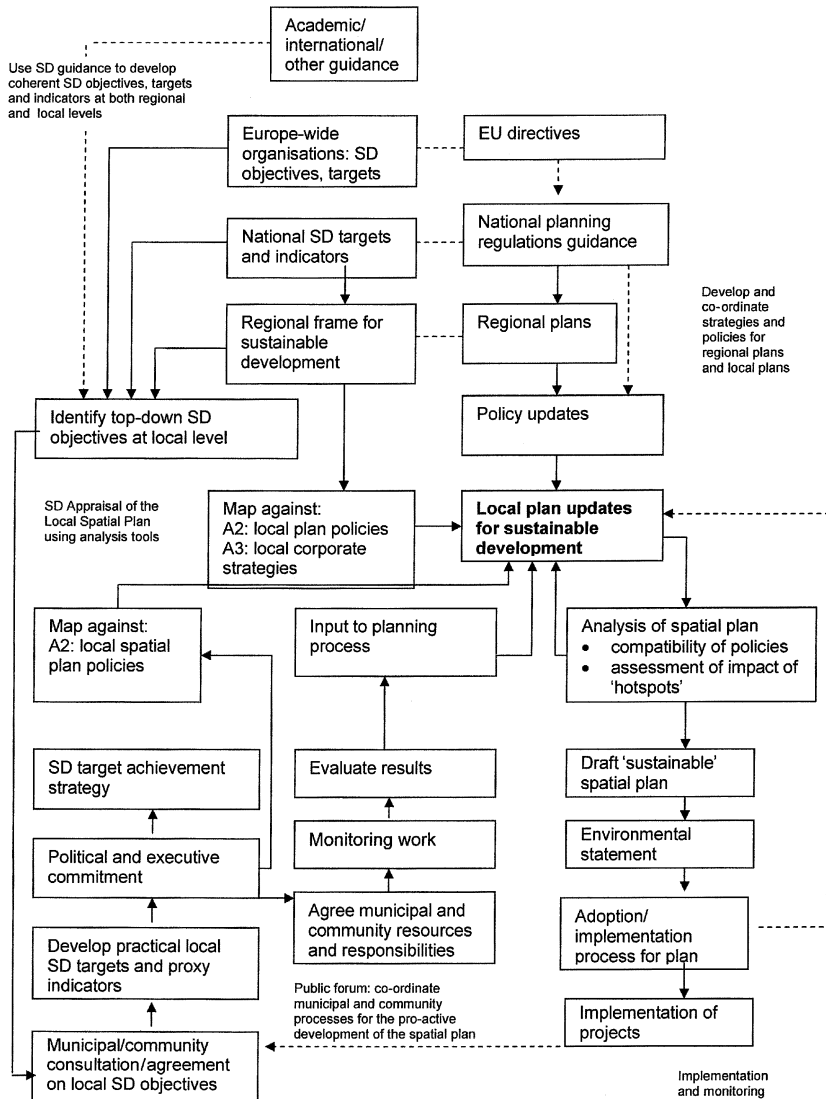 Academic/
international/
other guidance
Use SD guidance to develop
coherent SD objectives, targets
and indicators at both regional
and local levels
Europe-wide
organisations: SD
objectives, targets
EU directives
National SD targets
and indicators
National planning
regulations guidance
Regional frame for
sustainable
development
Regional plans
Develop and
co-ordinate
strategies and
policies for
regional plans
and local plans
Identify top-down SD
objectives at local level
Policy updates
SD Appraisal of the
Local Spatial Plan
using analysis tools
Map against:
A2: local plan policies
A3: local corporate
strategies
Local plan updates
for sustainable
development
Map against:
A2: local spatial
plan policies
Input to planning
process
Analysis of spatial plan
• compatibility of policies
• assessment of impact of
‘hotspots’
SD target achievement
strategy
Evaluate results
Draft ‘sustainable’
spatial plan
Political and executive
commitment
Monitoring work
Environmental
statement
Agree municipal and
community resources
and responsibilities
Adoption/
implementation
process for plan
Develop practical local
SD targets and proxy
indicators
Public forum: co-ordinate
municipal and community
processes for the pro-active
development of the spatial plan
Implementation of
projects
Municipal/community
consultation/agreement
on local SD objectives
Implementation
and monitoring